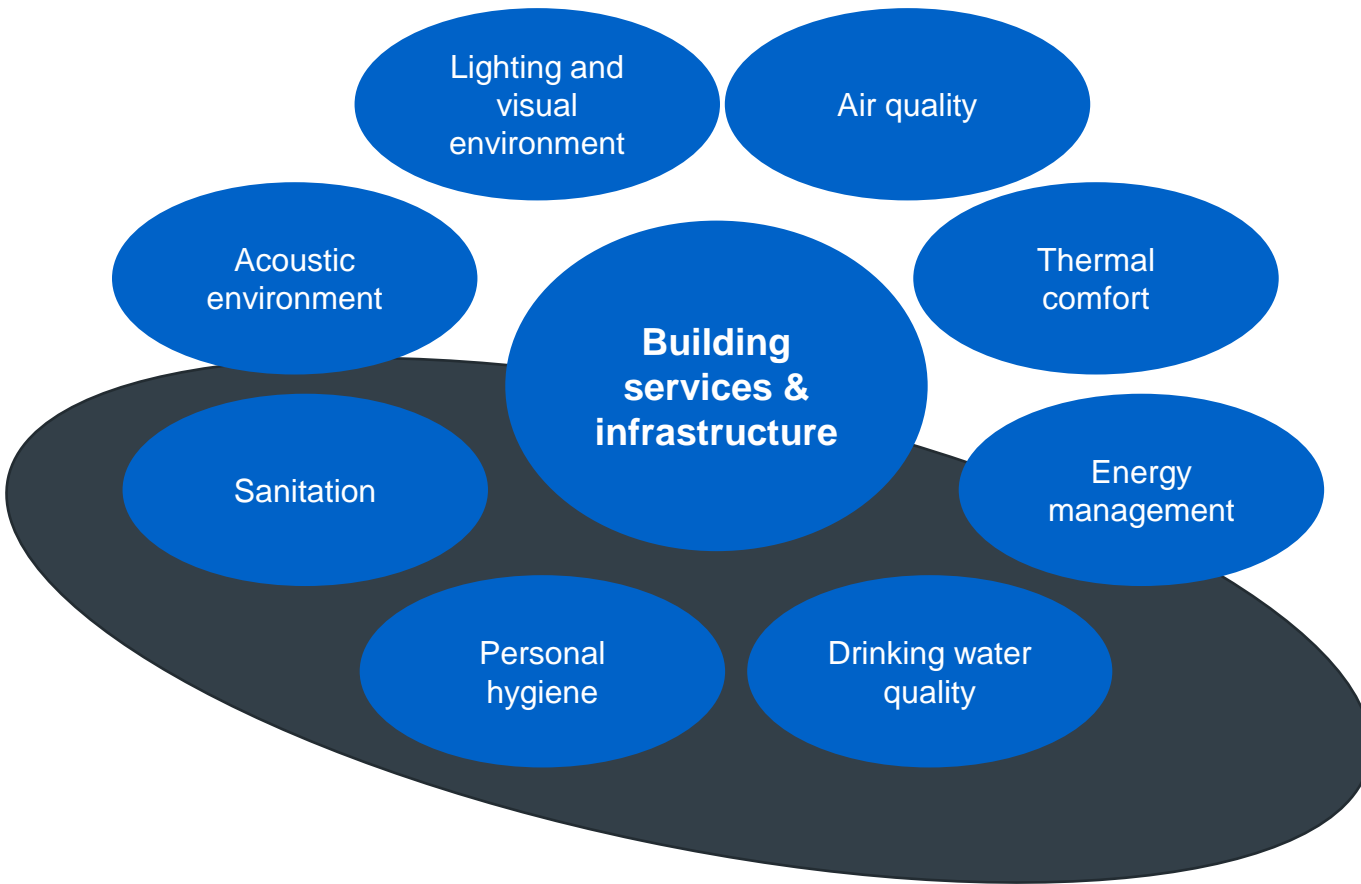 Lighting and
visual
environment
Air quality
Acoustic
environment
Thermal
comfort
Building
services &
infrastructure
Sanitation
Energy
management
Personal
hygiene
Drinking water
quality